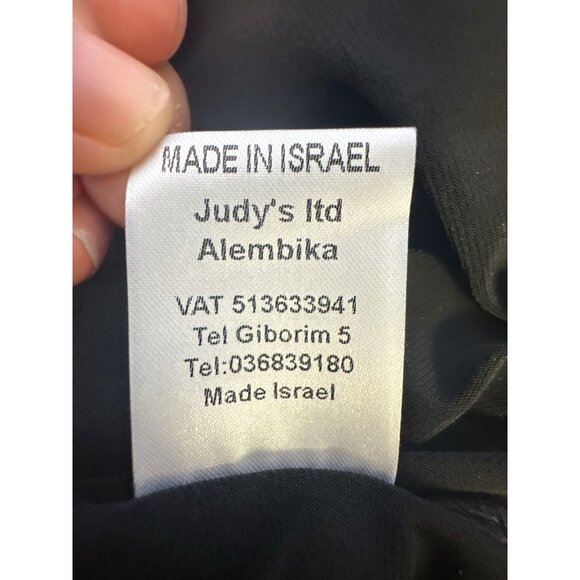 MADE IN ISRAEL
Judy's ltd
Alembika
VAT 513633941
Tel Giborim 5
Tel:036839180
Made Israel